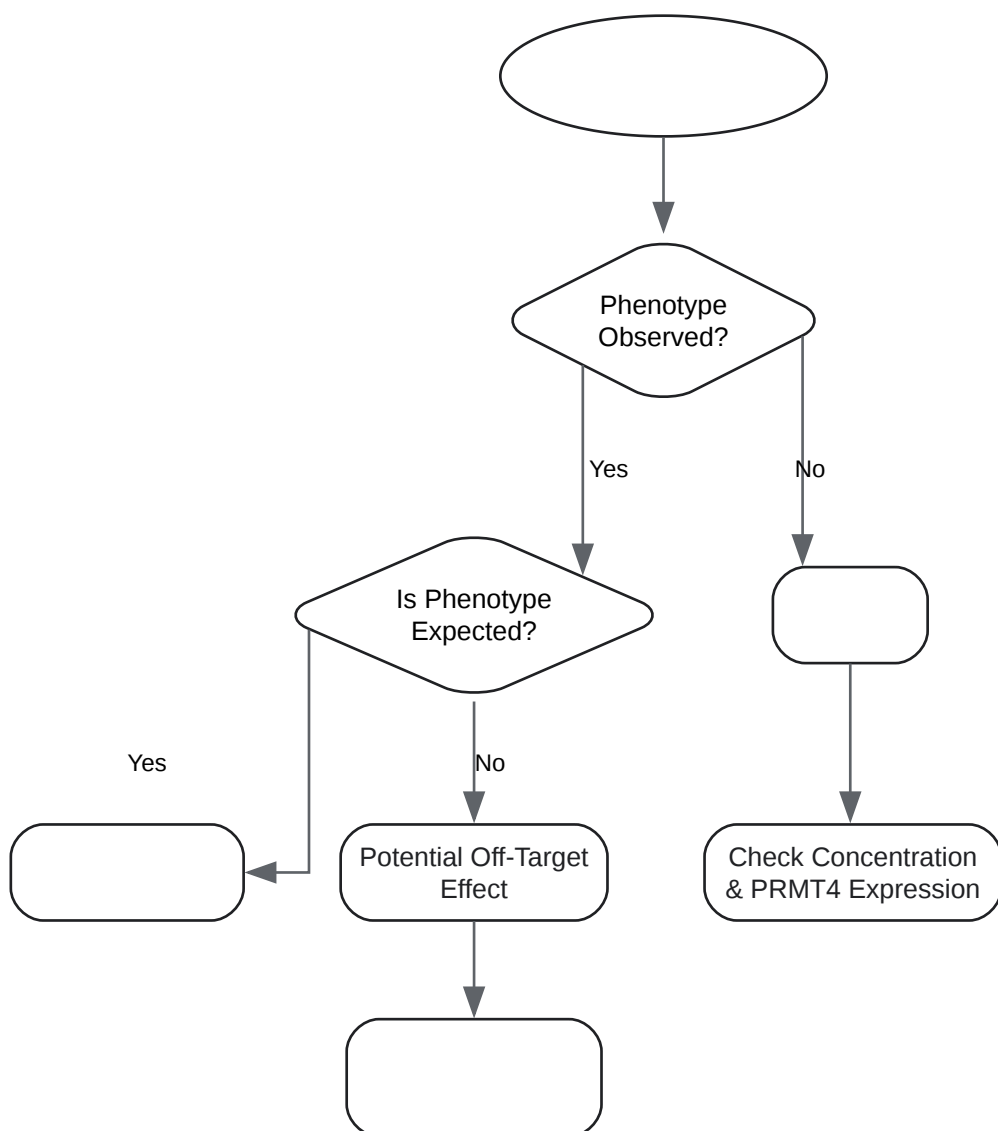 Phenotype
Observed?
Yes
No
Is Phenotype
Expected?
Yes
No
Potential Off-Target
Effect
Check Concentration
& PRMT4 Expression